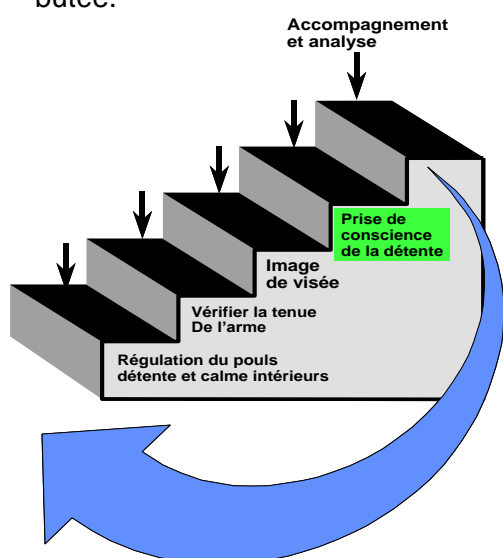 butée.
Accompagnement
et analyse
Prise de
conscience
de la détente
Image
de visée
Vérifier la tenue
De l'arme
Régulation du pouls
détente et calme intérieurs